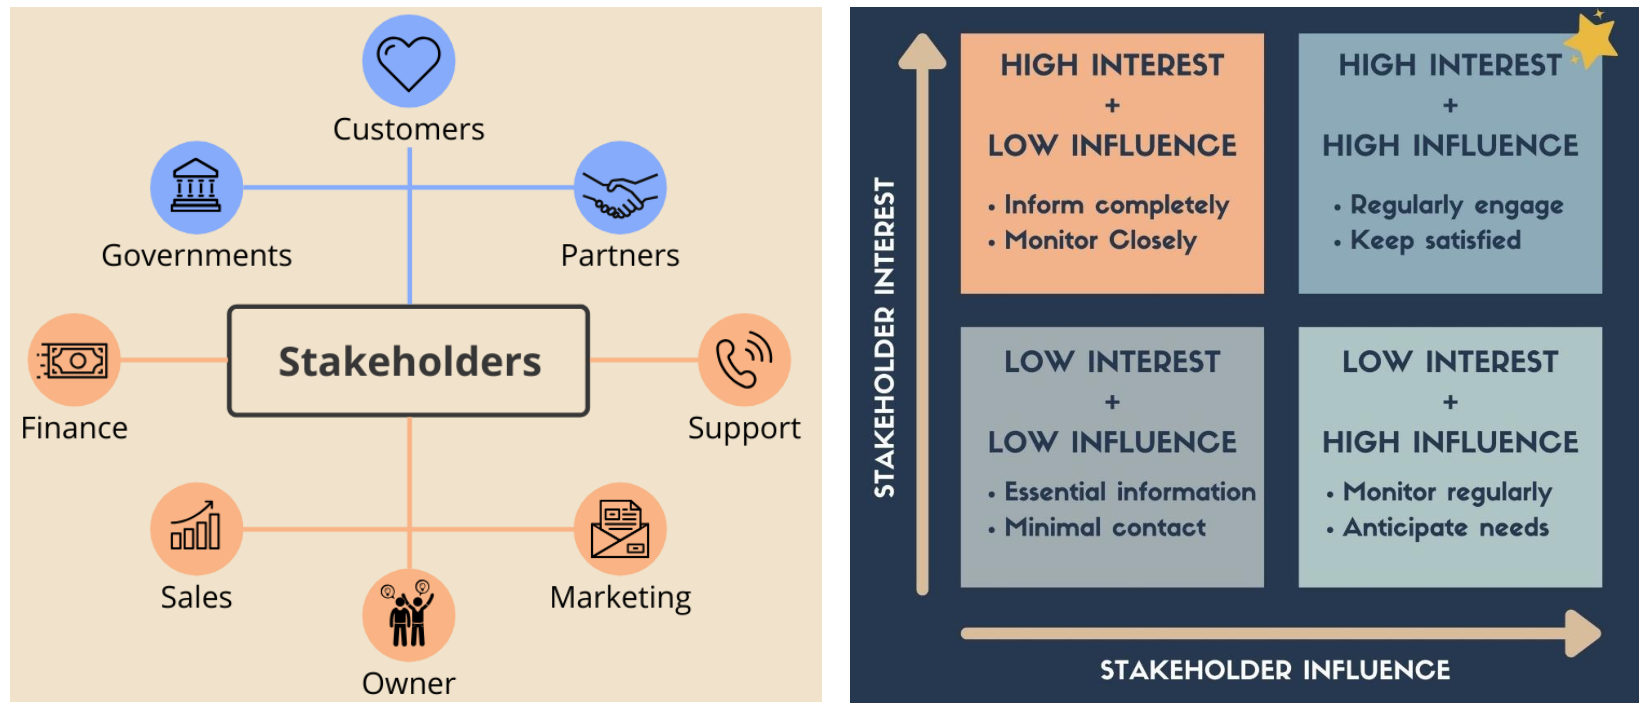 Customers
Governments
Partners
Stakeholders
Finance
Support
Sales
Marketing
Owner
STAKEHOLDER INTEREST
HIGH INTEREST
+
LOW INFLUENCE
• Inform completely
• Monitor Closely
HIGH INTEREST
+
HIGH INFLUENCE
• Regularly engage
• Keep satisfied
LOW INTEREST
+
LOW INFLUENCE
• Essential information
• Minimal contact
LOW INTEREST
+
HIGH INFLUENCE
• Monitor regularly
• Anticipate needs
STAKEHOLDER INFLUENCE